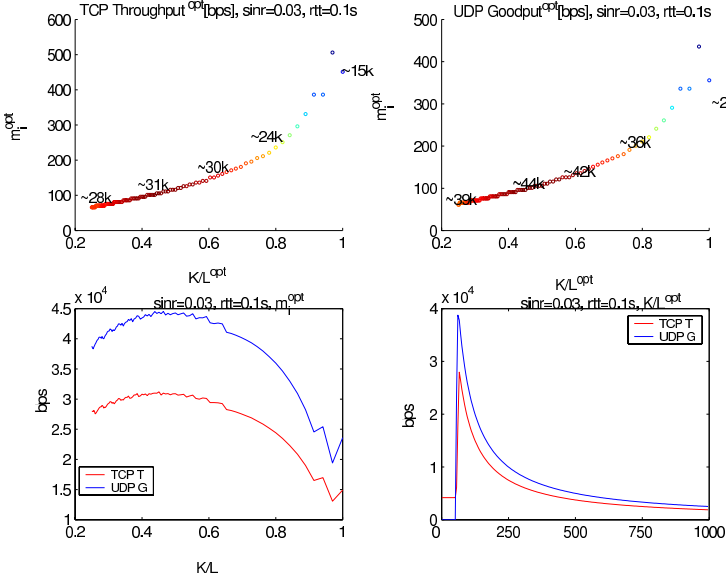 TCP Throughput opt[bps], sinr=0.03, rtt=0.1s
600
500
400
300
200
100
0
m_i^opt
~15k
~24k
~30k
~31k
~28k
0.2 0.4 0.6 0.8 1
K/L^opt
UDP Goodput opt[bps], sinr=0.03, rtt=0.1s
500
400
300
200
100
0
m_i^opt
~2
~36k
~42k
~44k
~39k
0.2 0.4 0.6 0.8 1
K/L^opt
x 10^4
sinr=0.03, rtt=0.1s, m_i^opt
4.5
4
3.5
3
2.5
2
1.5
1
bps
TCP T
UDP G
0.2 0.4 0.6 0.8 1
K/L
x 10^4
sinr=0.03, rtt=0.1s, K/L^opt
4
3
2
1
0
bps
TCP T
UDP G
0 250 500 750 1000